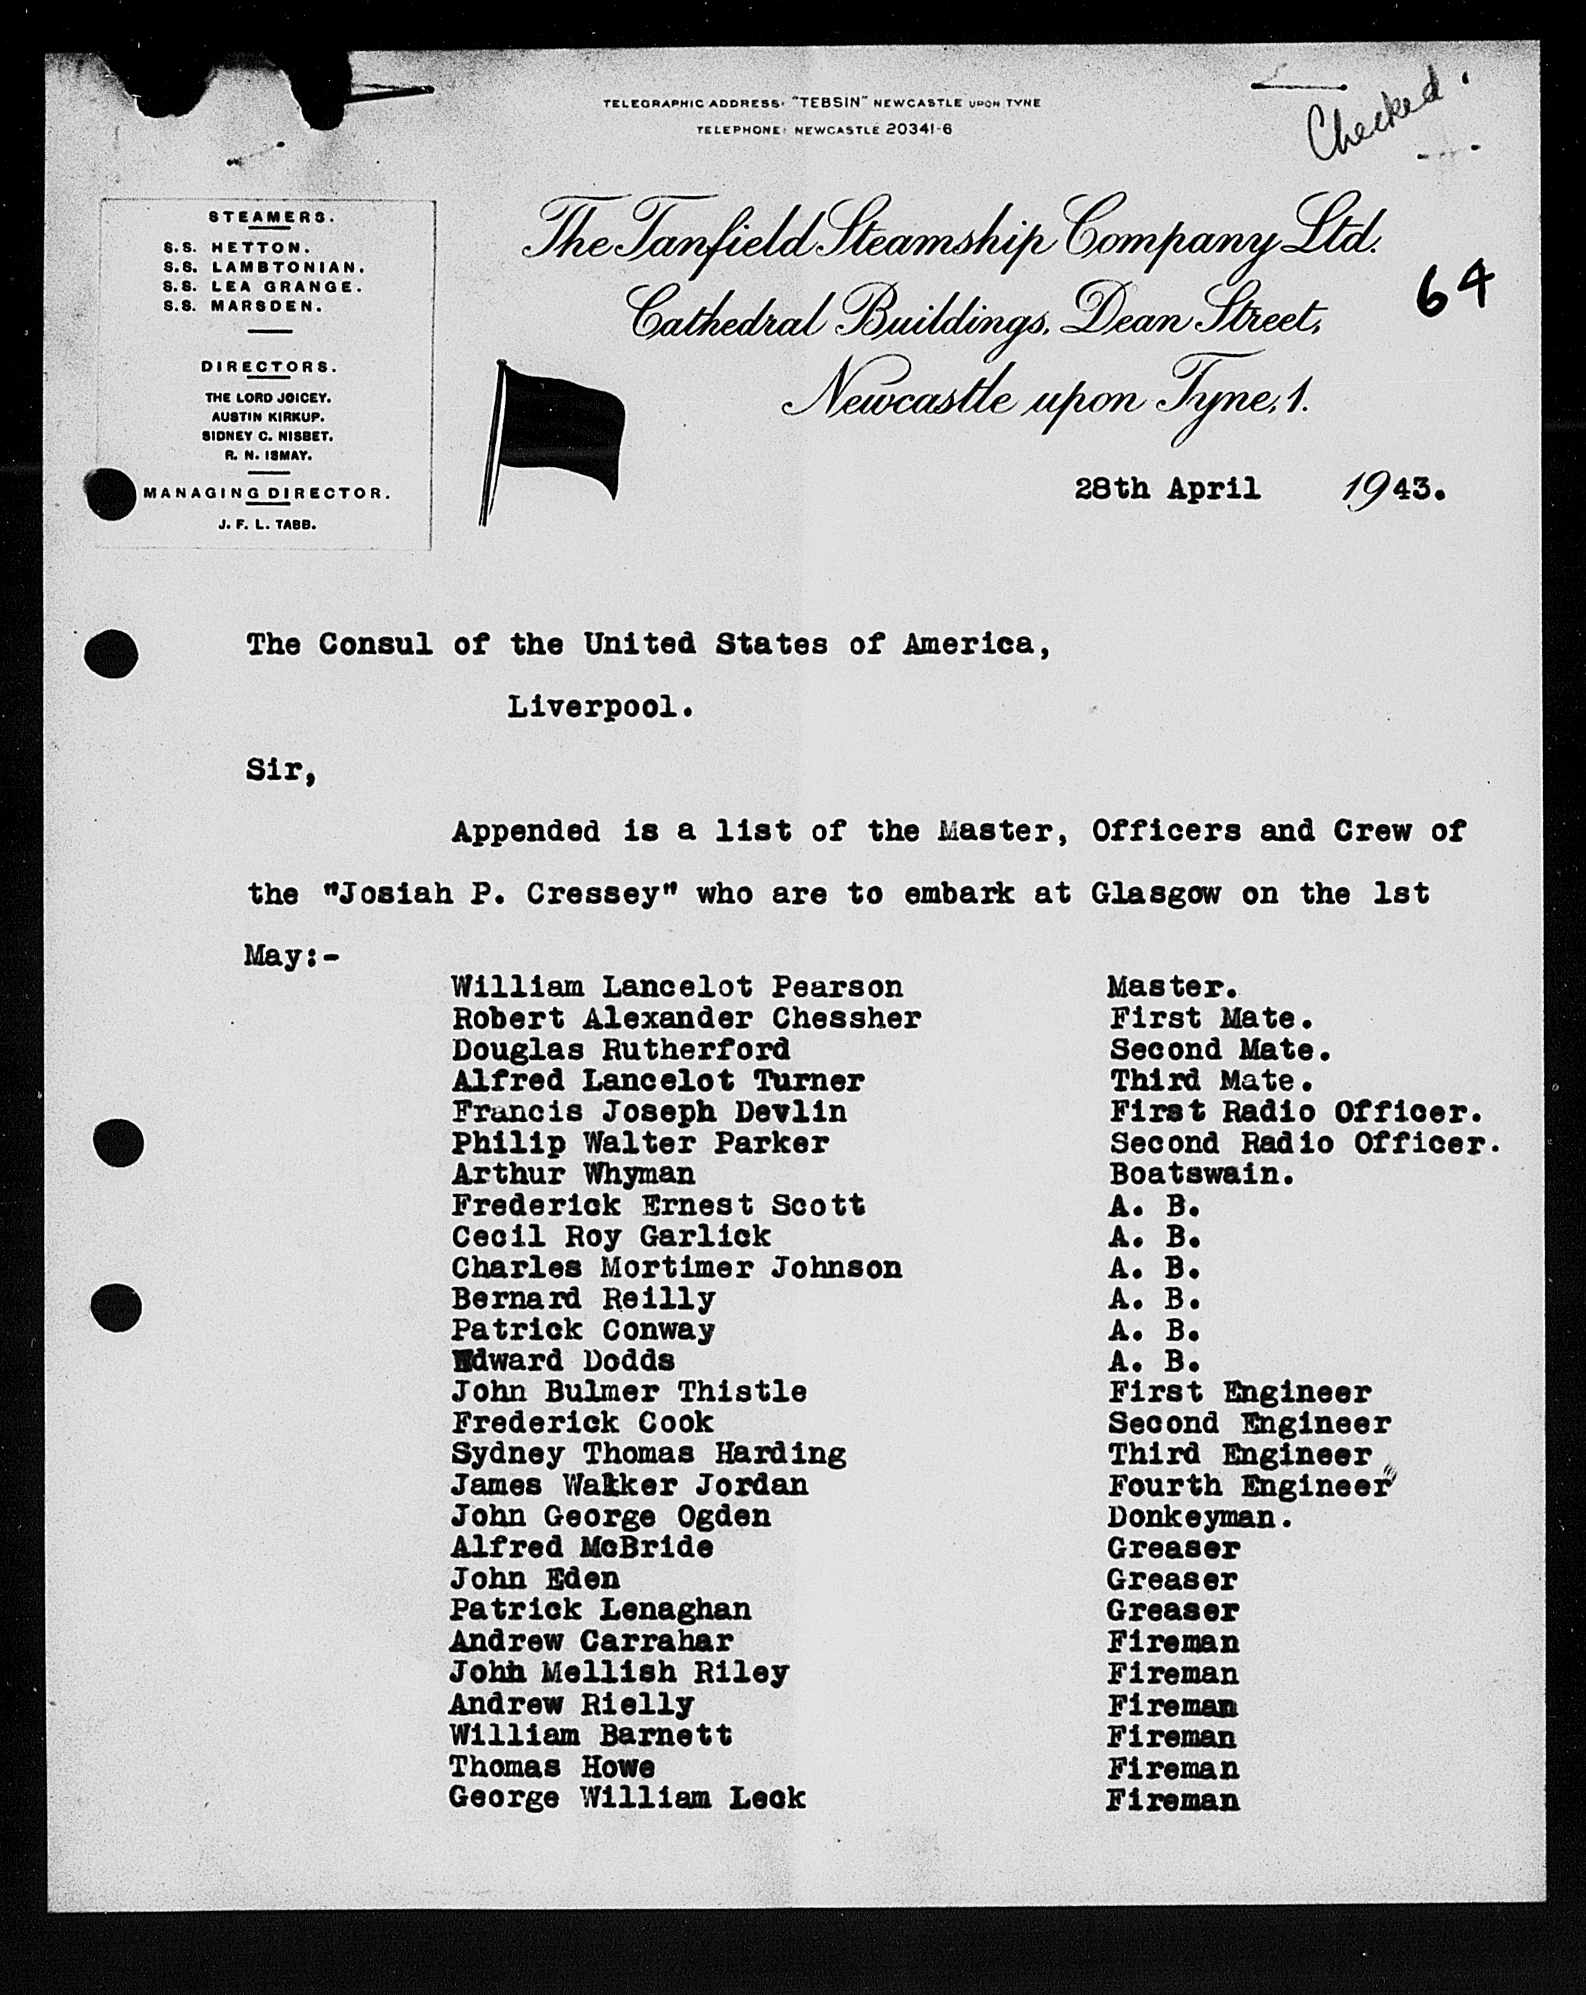 TELEGRAPHIC ADDRESS: "TEBSIN" NEWCASTLE UPON TYNE
TELEPHONE: NEWCASTLE 20341-6
Checked.
STEAMERS.
S.S. HETTON.
S.S. LAMBTONIAN.
S.S. LEA GRANGE.
S.S. MARSDEN.
DIRECTORS.
THE LORD JOICEY.
AUSTIN KIRKUP.
SIDNEY C. NISBET.
R. N. ISMAY.
MANAGING DIRECTOR.
J. F. L. TABB.
The Tanfield Steamship Company Ltd.
Cathedral Buildings, Dean Street,
Newcastle upon Tyne, 1.
64
28th April 1943.
The Consul of the United States of America,
Liverpool.
Sir,
Appended is a list of the Master, Officers and Crew of
the "Josiah P. Cressey" who are to embark at Glasgow on the 1st
May:-
William Lancelot Pearson Master.
Robert Alexander Chessher First Mate.
Douglas Rutherford Second Mate.
Alfred Lancelot Turner Third Mate.
Francis Joseph Devlin First Radio Officer.
Philip Walter Parker Second Radio Officer.
Arthur Whyman Boatswain.
Frederick Ernest Scott A. B.
Cecil Roy Garlick A. B.
Charles Mortimer Johnson A. B.
Bernard Reilly A. B.
Patrick Conway A. B.
Edward Dodds A. B.
John Bulmer Thistle First Engineer
Frederick Cook Second Engineer
Sydney Thomas Harding Third Engineer
James Walker Jordan Fourth Engineer
John George Ogden Donkeyman.
Alfred McBride Greaser
John Eden Greaser
Patrick Lenaghan Greaser
Andrew Carrahar Fireman
John Mellish Riley Fireman
Andrew Rielly Fireman
William Barnett Fireman
Thomas Howe Fireman
George William Leck Fireman